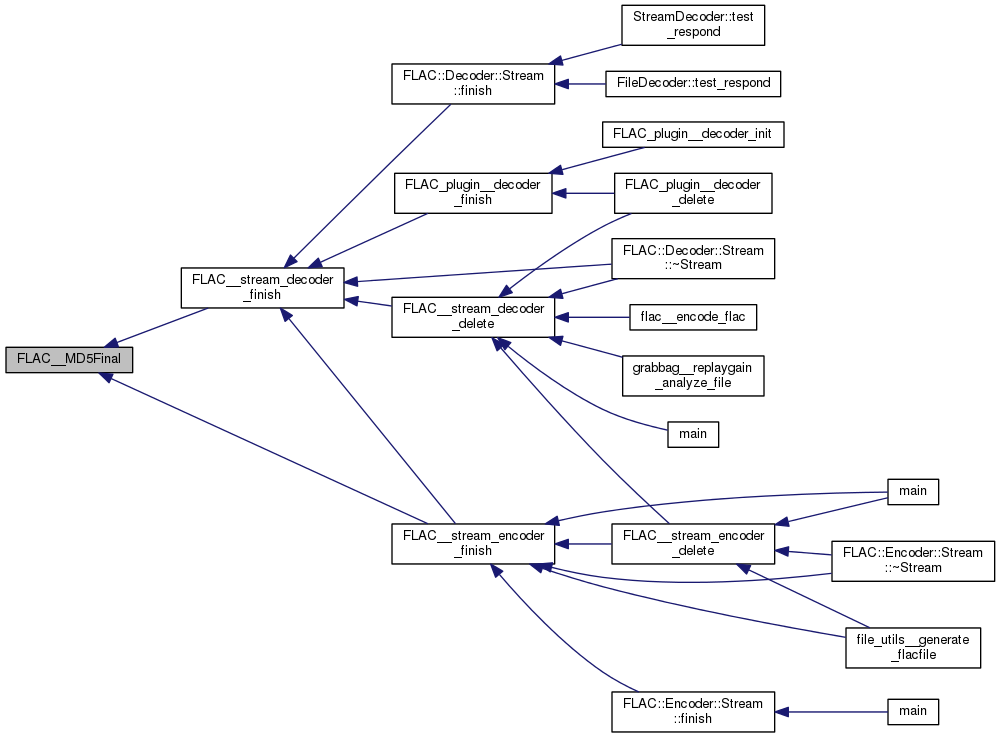 StreamDecoder::test
_respond
FLAC::Decoder::Stream
::finish
FileDecoder::test_respond
FLAC_plugin__decoder_init
FLAC_plugin__decoder
_finish
FLAC_plugin__decoder
_delete
FLAC::Decoder::Stream
::~Stream
FLAC__stream_decoder
_finish
FLAC__stream_decoder
_delete
flac__encode_flac
FLAC__MD5Final
grabbag__replaygain
_analyze_file
main
main
FLAC__stream_encoder
_finish
FLAC__stream_encoder
_delete
FLAC::Encoder::Stream
::~Stream
file_utils__generate
_flacfile
FLAC::Encoder::Stream
::finish
main